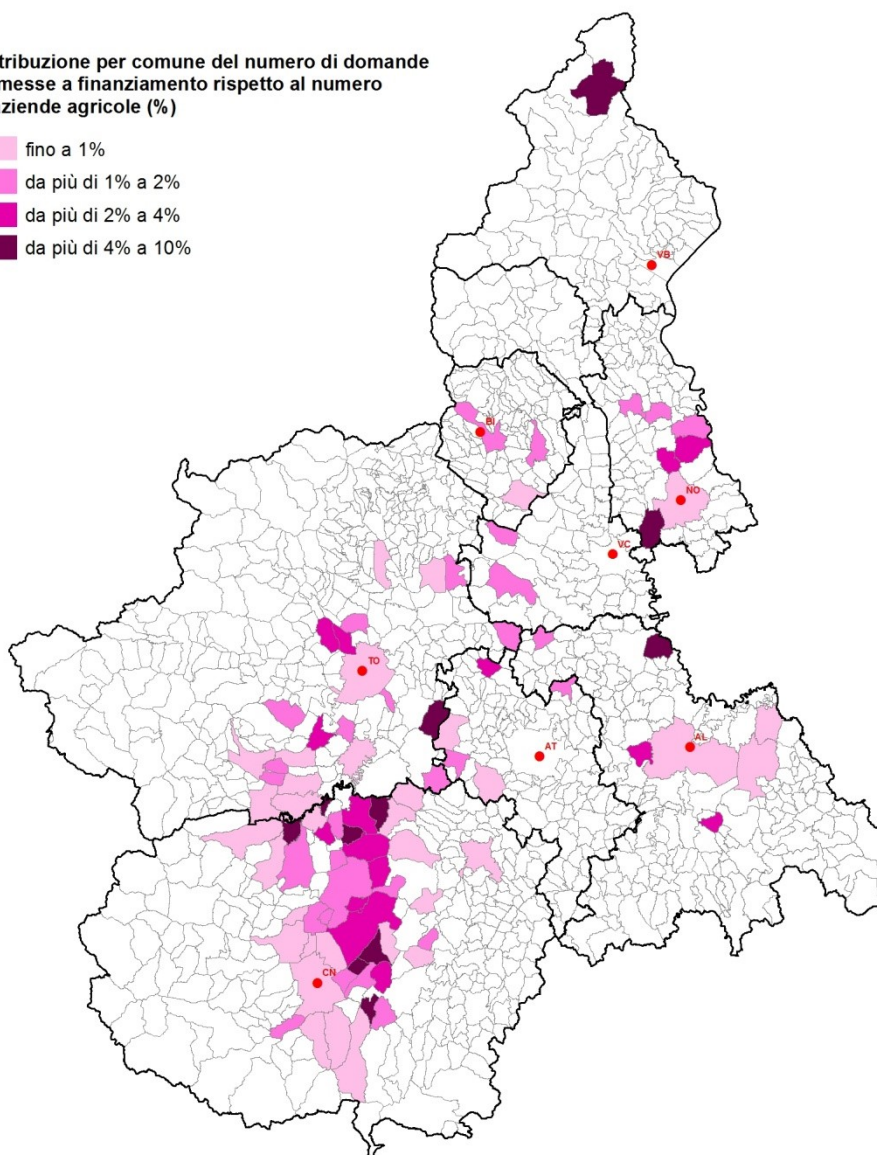 tribuzione per comune del numero di domande
messe a finanziamento rispetto al numero
aziende agricole (%)
fino a 1%
da più di 1% a 2%
da più di 2% a 4%
da più di 4% a 10%
VB
BI
NO
VC
TO
AT
AL
CN